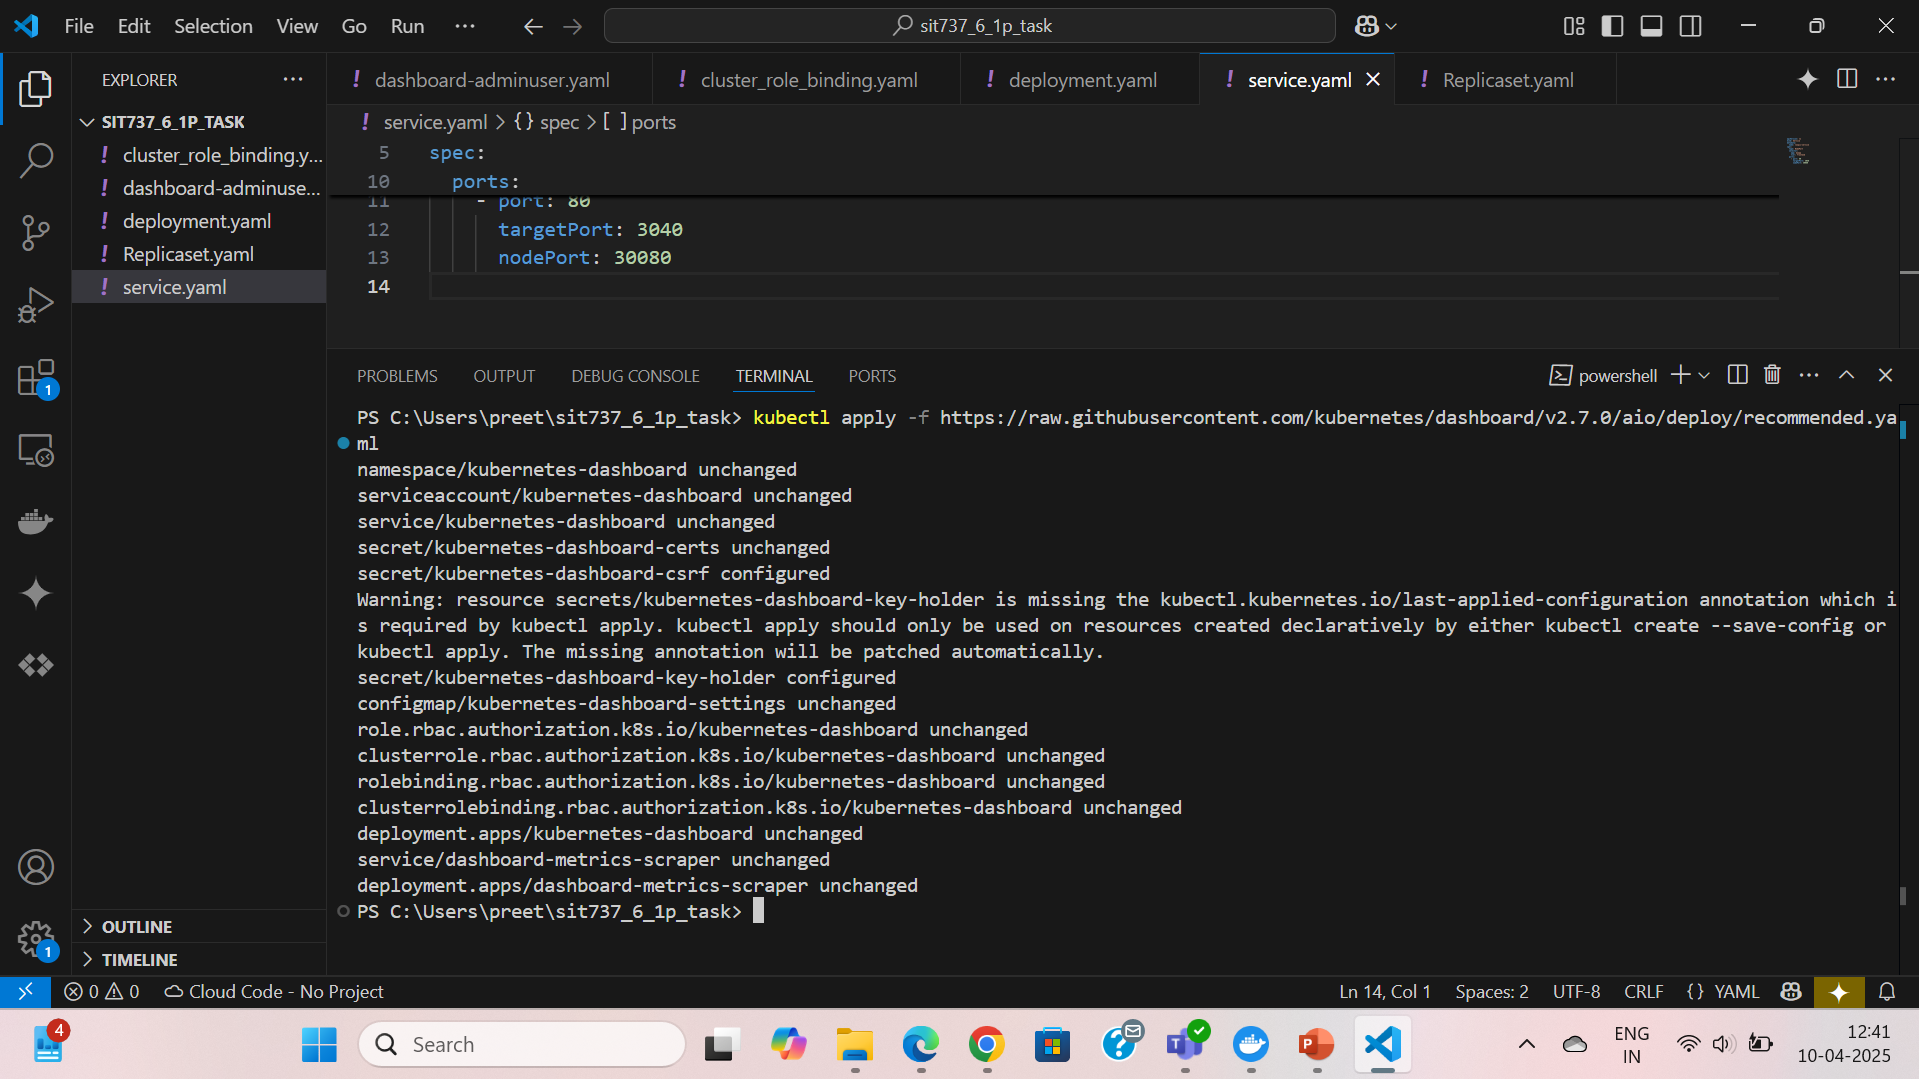 File Edit Selection View Go Run ··· sit737_6_1p_task
EXPLORER ···
SIT737_6_1P_TASK
! cluster_role_binding.y...
! dashboard-adminuse...
! deployment.yaml
! Replicaset.yaml
! service.yaml
OUTLINE
TIMELINE
! dashboard-adminuser.yaml ! cluster_role_binding.yaml ! deployment.yaml ! service.yaml ! Replicaset.yaml
! service.yaml > {} spec > [ ] ports
5 spec:
10 ports:
11 - port: 80
12 targetPort: 3040
13 nodePort: 30080
14
PROBLEMS OUTPUT DEBUG CONSOLE TERMINAL PORTS powershell
PS C:\Users\preet\sit737_6_1p_task> kubectl apply -f https://raw.githubusercontent.com/kubernetes/dashboard/v2.7.0/aio/deploy/recommended.ya
ml
namespace/kubernetes-dashboard unchanged
serviceaccount/kubernetes-dashboard unchanged
service/kubernetes-dashboard unchanged
secret/kubernetes-dashboard-certs unchanged
secret/kubernetes-dashboard-csrf configured
Warning: resource secrets/kubernetes-dashboard-key-holder is missing the kubectl.kubernetes.io/last-applied-configuration annotation which i
s required by kubectl apply. kubectl apply should only be used on resources created declaratively by either kubectl create --save-config or
kubectl apply. The missing annotation will be patched automatically.
secret/kubernetes-dashboard-key-holder configured
configmap/kubernetes-dashboard-settings unchanged
role.rbac.authorization.k8s.io/kubernetes-dashboard unchanged
clusterrole.rbac.authorization.k8s.io/kubernetes-dashboard unchanged
rolebinding.rbac.authorization.k8s.io/kubernetes-dashboard unchanged
clusterrolebinding.rbac.authorization.k8s.io/kubernetes-dashboard unchanged
deployment.apps/kubernetes-dashboard unchanged
service/dashboard-metrics-scraper unchanged
deployment.apps/dashboard-metrics-scraper unchanged
PS C:\Users\preet\sit737_6_1p_task>
1
1
0 0 Cloud Code - No Project Ln 14, Col 1 Spaces: 2 UTF-8 CRLF {} YAML
4 Search ENG
IN
12:41
10-04-2025